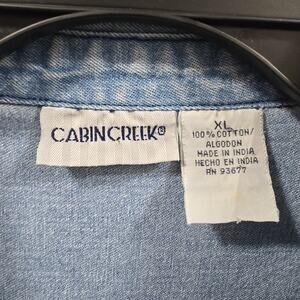 CABINCREEK®
XL
100% COTTON/
ALGODON
MADE IN INDIA
HECHO EN INDIA
RN 93677